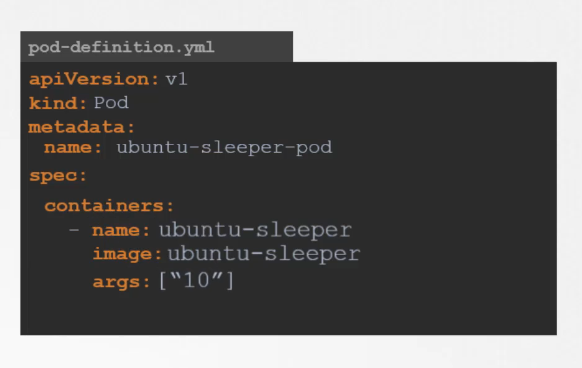 pod-definition.yml
apiVersion: v1
kind: Pod
metadata:
name: ubuntu-sleeper-pod
spec:
containers:
- name: ubuntu-sleeper
image: ubuntu-sleeper
args: [“10”]